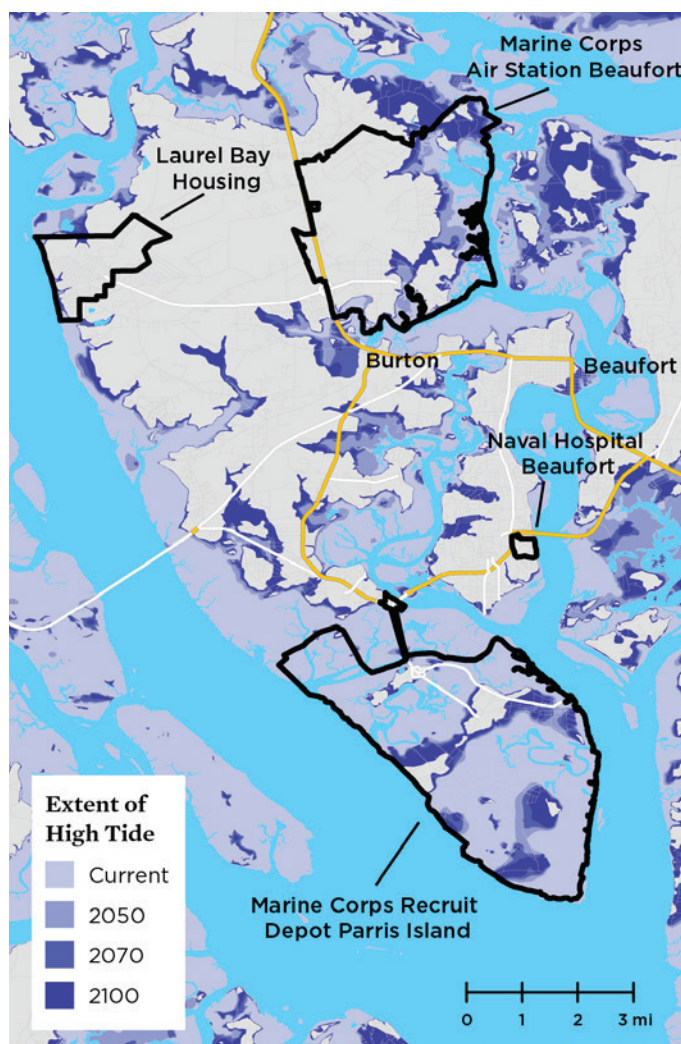 Marine Corps
Air Station Beaufort
Laurel Bay
Housing
Burton
Beaufort
Naval Hospital
Beaufort
Extent of
High Tide
Current
2050
2070
2100
Marine Corps Recruit
Depot Parris Island
0 1 2 3 mi